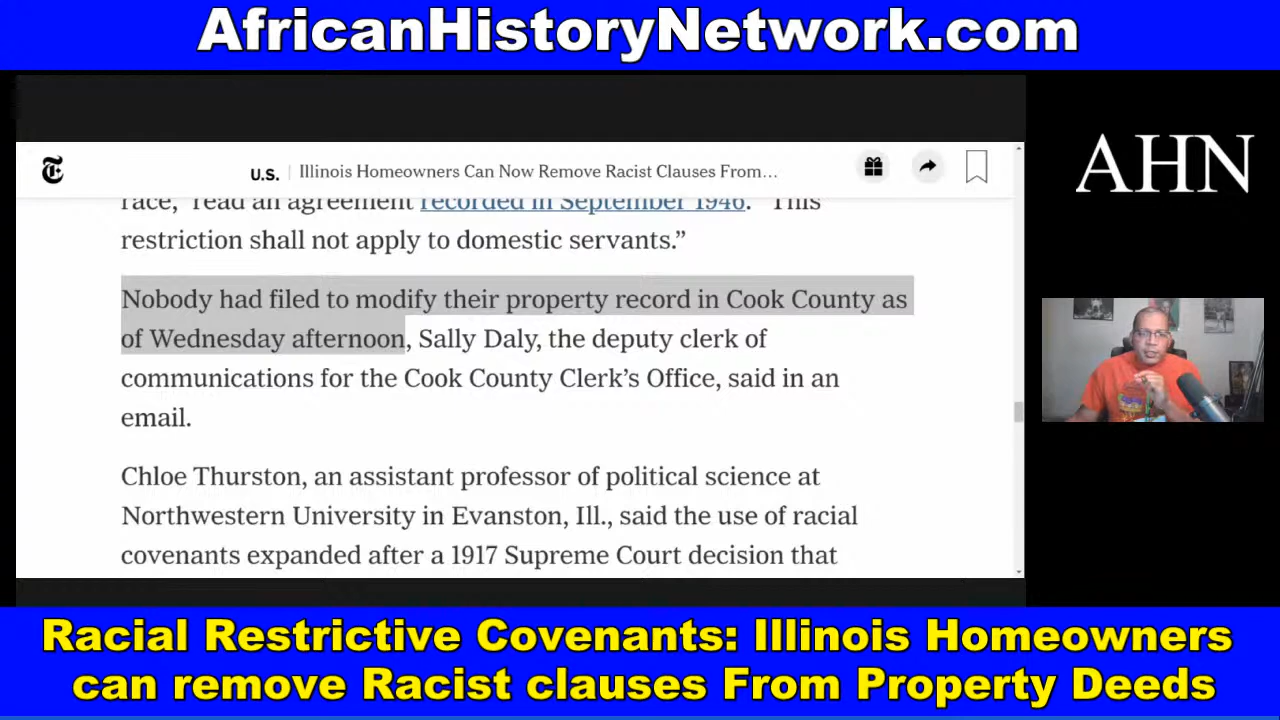 AfricanHistoryNetwork.com
AHN
U.S. | Illinois Homeowners Can Now Remove Racist Clauses From…
race,” read an agreement recorded in September 1946. “This
restriction shall not apply to domestic servants.”
Nobody had filed to modify their property record in Cook County as
of Wednesday afternoon, Sally Daly, the deputy clerk of
communications for the Cook County Clerk’s Office, said in an
email.
Chloe Thurston, an assistant professor of political science at
Northwestern University in Evanston, Ill., said the use of racial
covenants expanded after a 1917 Supreme Court decision that
Racial Restrictive Covenants: Illinois Homeowners
can remove Racist clauses From Property Deeds